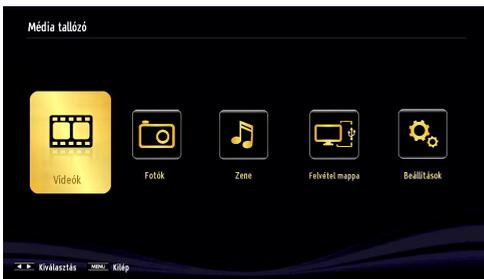 Média tallózó
Videók
Fotók
Zene
Felvétel mappa
Beállítások
Kiválasztás MENU Kilép